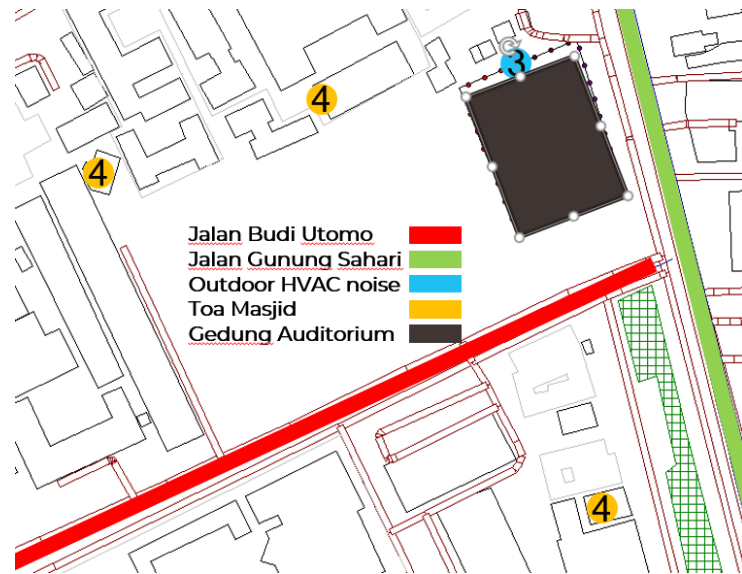 3
4
4
Jalan Budi Utomo
Jalan Gunung Sahari
Outdoor HVAC noise
Toa Masjid
Gedung Auditorium
4